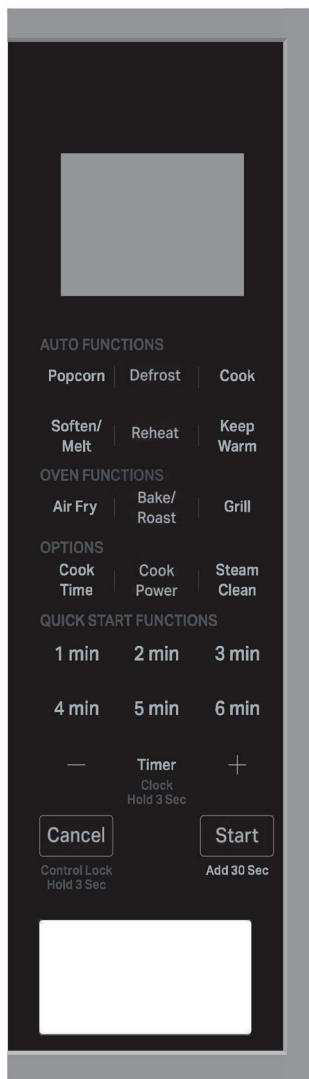 AUTO FUNCTIONS
Popcorn Defrost Cook
Soften/ Reheat Keep
Melt Warm
OVEN FUNCTIONS
Air Fry Bake/ Grill
Roast
OPTIONS
Cook Cook Steam
Time Power Clean
QUICK START FUNCTIONS
1 min 2 min 3 min
4 min 5 min 6 min
— Timer +
Clock
Hold 3 Sec
Cancel Start
Control Lock Add 30 Sec
Hold 3 Sec